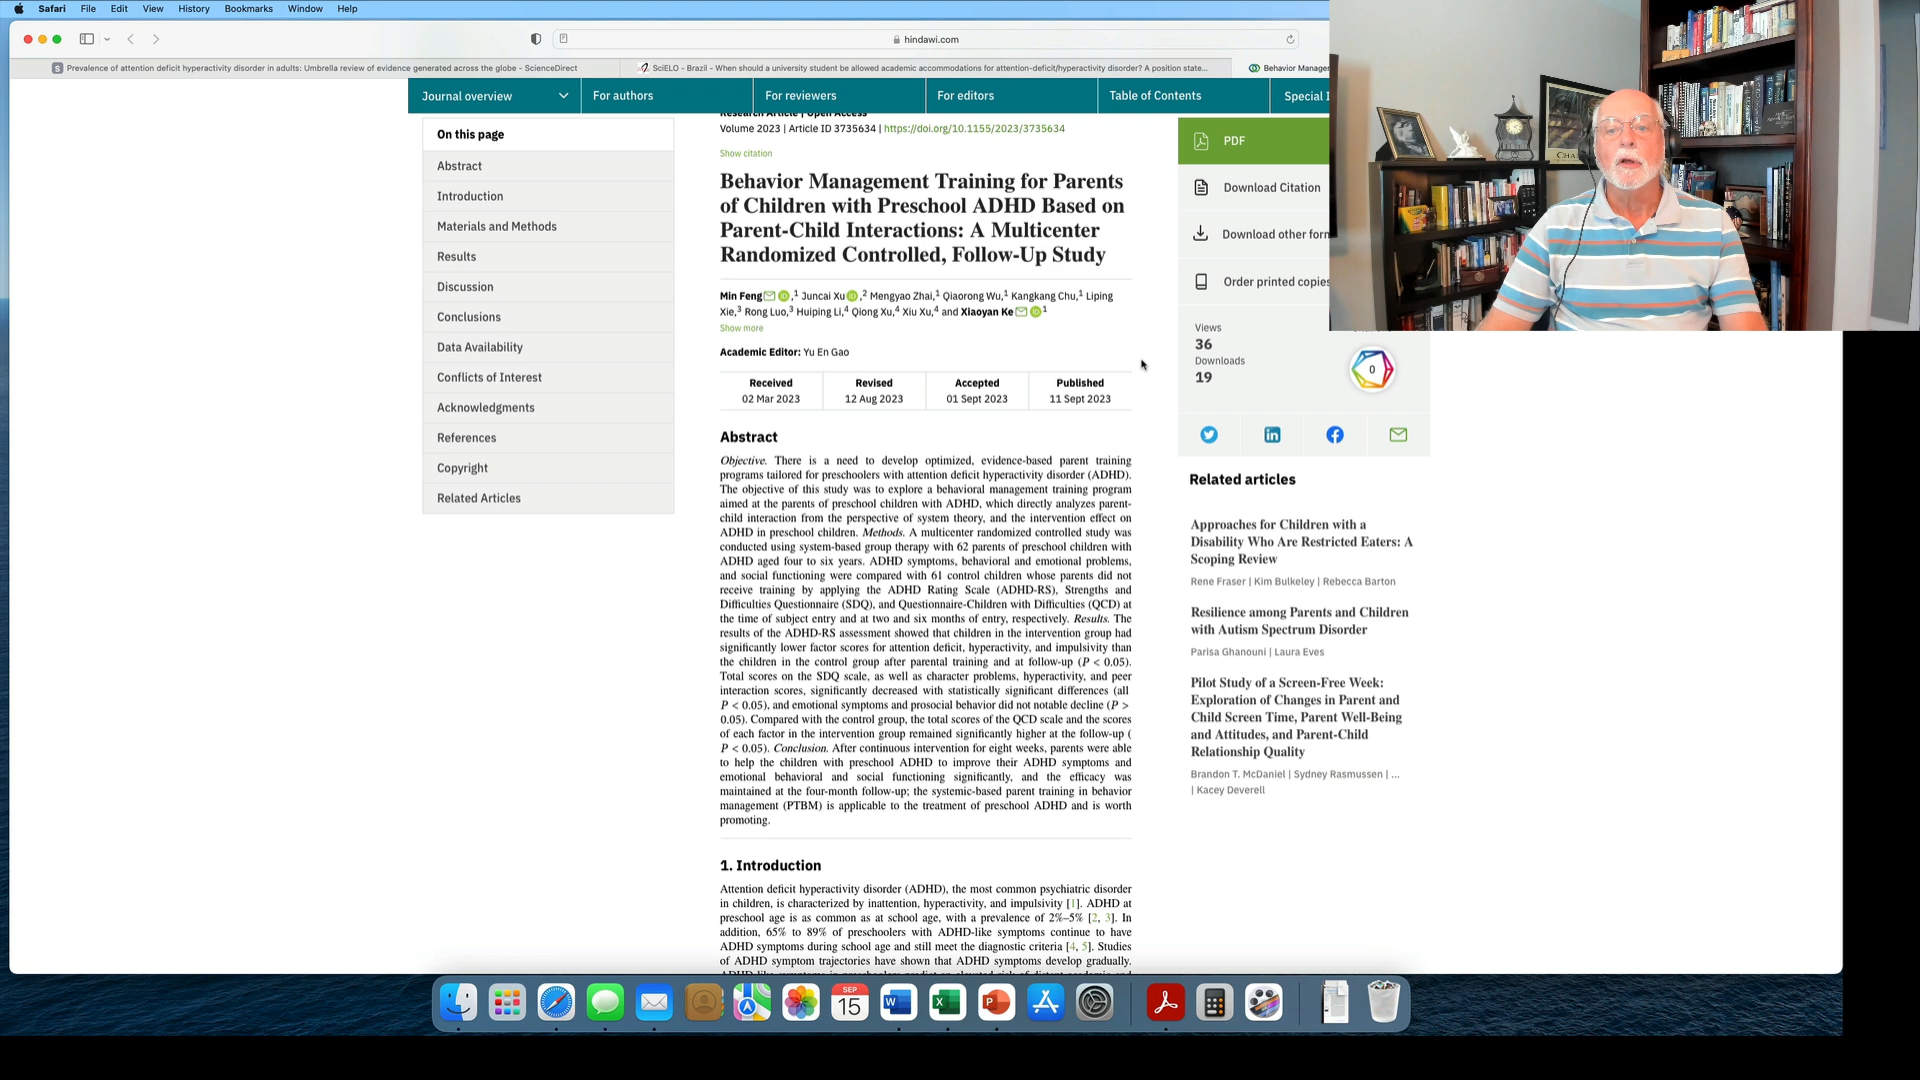 Safari File Edit View History Bookmarks Window Help
hindawi.com
S Prevalence of attention deficit hyperactivity disorder in adults: Umbrella review of evidence generated across the globe - ScienceDirect
SciELO - Brazil - When should a university student be allowed academic accommodations for attention-deficit/hyperactivity disorder? A position state...
Behavior Manager
Journal overview
For authors
For reviewers
For editors
Table of Contents
Special I
On this page
Abstract
Introduction
Materials and Methods
Results
Discussion
Conclusions
Data Availability
Conflicts of Interest
Acknowledgments
References
Copyright
Related Articles
Research Article | Open Access
Volume 2023 | Article ID 3735634 | https://doi.org/10.1155/2023/3735634
Show citation
Behavior Management Training for Parents
of Children with Preschool ADHD Based on
Parent-Child Interactions: A Multicenter
Randomized Controlled, Follow-Up Study
Min Feng,1 Juncai Xu,2 Mengyao Zhai,1 Qiaorong Wu,1 Kangkang Chu,1 Liping
Xie,3 Rong Luo,3 Huiping Li,4 Qiong Xu,4 Xiu Xu,4 and Xiaoyan Ke 1
Show more
Academic Editor: Yu En Gao
Received Revised Accepted Published
02 Mar 2023 12 Aug 2023 01 Sept 2023 11 Sept 2023
Abstract
Objective. There is a need to develop optimized, evidence-based parent training
programs tailored for preschoolers with attention deficit hyperactivity disorder (ADHD).
The objective of this study was to explore a behavioral management training program
aimed at the parents of preschool children with ADHD, which directly analyzes parent-
child interaction from the perspective of system theory, and the intervention effect on
ADHD in preschool children. Methods. A multicenter randomized controlled study was
conducted using system-based group therapy with 62 parents of preschool children with
ADHD aged four to six years. ADHD symptoms, behavioral and emotional problems,
and social functioning were compared with 61 control children whose parents did not
receive training by applying the ADHD Rating Scale (ADHD-RS), Strengths and
Difficulties Questionnaire (SDQ), and Questionnaire-Children with Difficulties (QCD) at
the time of subject entry and at two and six months of entry, respectively. Results. The
results of the ADHD-RS assessment showed that children in the intervention group had
significantly lower factor scores for attention deficit, hyperactivity, and impulsivity than
the children in the control group after parental training and at follow-up (P < 0.05).
Total scores on the SDQ scale, as well as character problems, hyperactivity, and peer
interaction scores, significantly decreased with statistically significant differences (all
P < 0.05), and emotional symptoms and prosocial behavior did not notable decline (P >
0.05). Compared with the control group, the total scores of the QCD scale and the scores
of each factor in the intervention group remained significantly higher at the follow-up (
P < 0.05). Conclusion. After continuous intervention for eight weeks, parents were able
to help the children with preschool ADHD to improve their ADHD symptoms and
emotional behavioral and social functioning significantly, and the efficacy was
maintained at the four-month follow-up; the systemic-based parent training in behavior
management (PTBM) is applicable to the treatment of preschool ADHD and is worth
promoting.
1. Introduction
Attention deficit hyperactivity disorder (ADHD), the most common psychiatric disorder
in children, is characterized by inattention, hyperactivity, and impulsivity [1]. ADHD at
preschool age is as common as at school age, with a prevalence of 2%–5% [2, 3]. In
addition, 65% to 89% of preschoolers with ADHD-like symptoms continue to have
ADHD symptoms during school age and still meet the diagnostic criteria [4, 5]. Studies
of ADHD symptom trajectories have shown that ADHD symptoms develop gradually.
PDF
Download Citation
Download other form
Order printed copies
Views
36
Downloads
19
0
Related articles
Approaches for Children with a
Disability Who Are Restricted Eaters: A
Scoping Review
Rene Fraser | Kim Bulkeley | Rebecca Barton
Resilience among Parents and Children
with Autism Spectrum Disorder
Parisa Ghanouni | Laura Eves
Pilot Study of a Screen-Free Week:
Exploration of Changes in Parent and
Child Screen Time, Parent Well-Being
and Attitudes, and Parent-Child
Relationship Quality
Brandon T. McDaniel | Sydney Rasmussen | ...
| Kacey Deverell
SEP
15